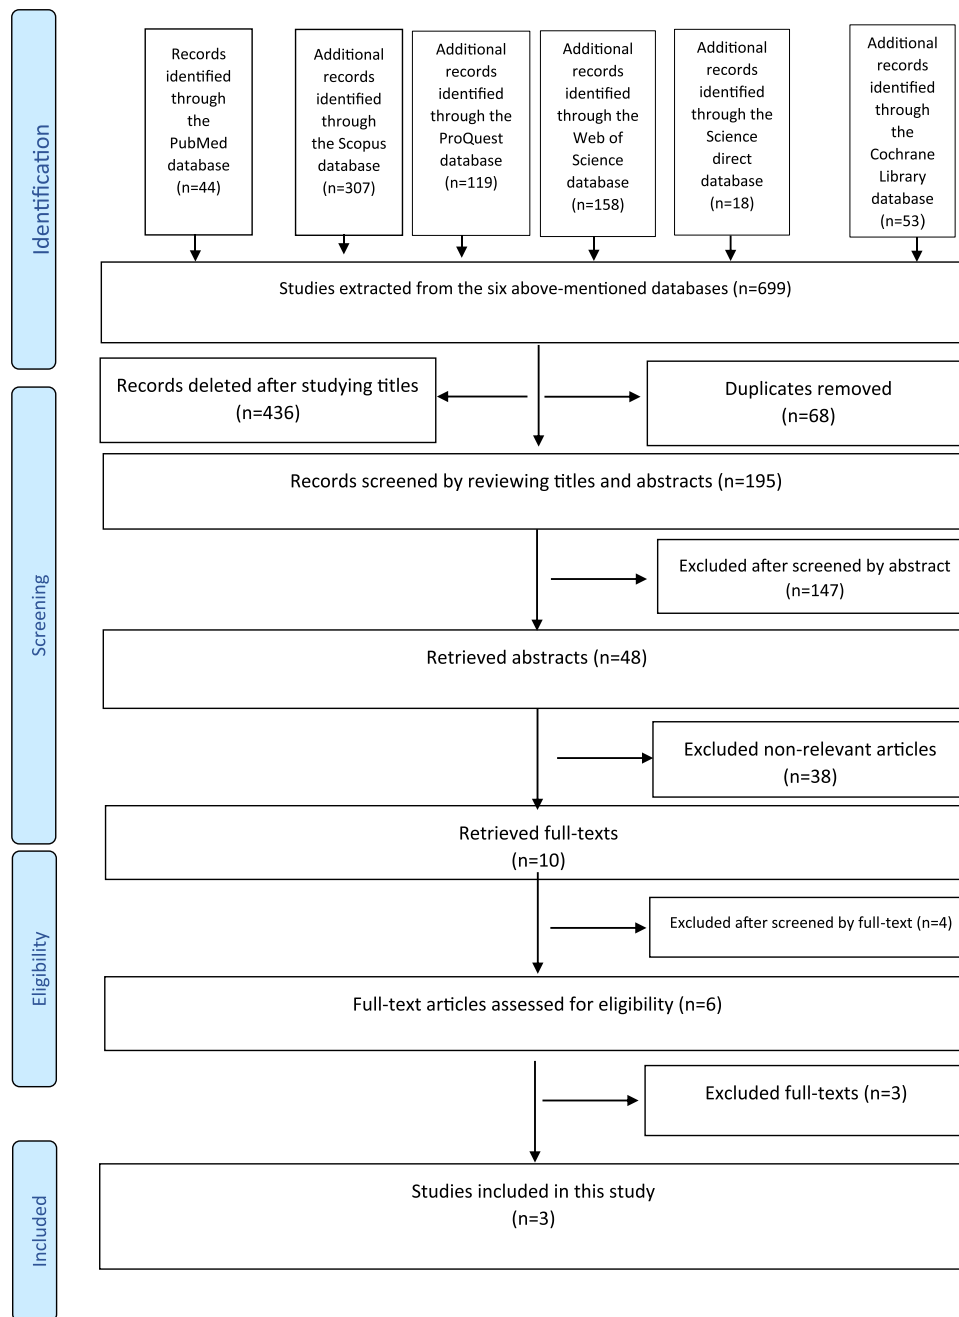 Identification
Records
identified
through
the
PubMed
database
(n=44)
Additional
records
identified
through
the Scopus
database
(n=307)
Additional
records
identified
through the
ProQuest
database
(n=119)
Additional
records
identified
through the
Web of
Science
database
(n=158)
Additional
records
identified
through the
Science
direct
database
(n=18)
Additional
records
identified
through
the
Cochrane
Library
database
(n=53)
Studies extracted from the six above-mentioned databases (n=699)
Screening
Records deleted after studying titles
(n=436)
Duplicates removed
(n=68)
Records screened by reviewing titles and abstracts (n=195)
Excluded after screened by abstract
(n=147)
Retrieved abstracts (n=48)
Excluded non-relevant articles
(n=38)
Retrieved full-texts
(n=10)
Eligibility
Excluded after screened by full-text (n=4)
Full-text articles assessed for eligibility (n=6)
Excluded full-texts (n=3)
Included
Studies included in this study
(n=3)